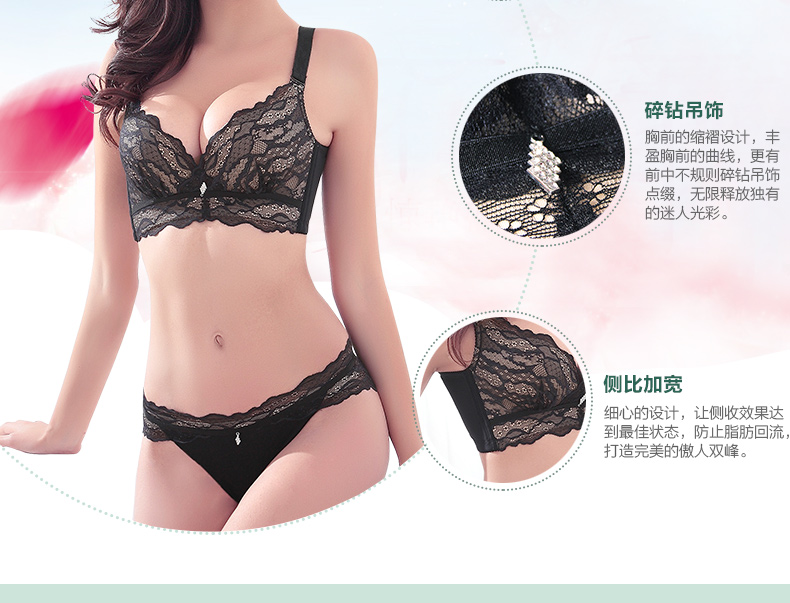 碎钻吊饰
胸前的缩褶设计，丰
盈胸前的曲线，更有
前中不规则碎钻吊饰
点缀，无限释放独有
的迷人光彩。
侧比加宽
细心的设计，让侧收效果达
到最佳状态，防止脂肪回流，
打造完美的傲人双峰。